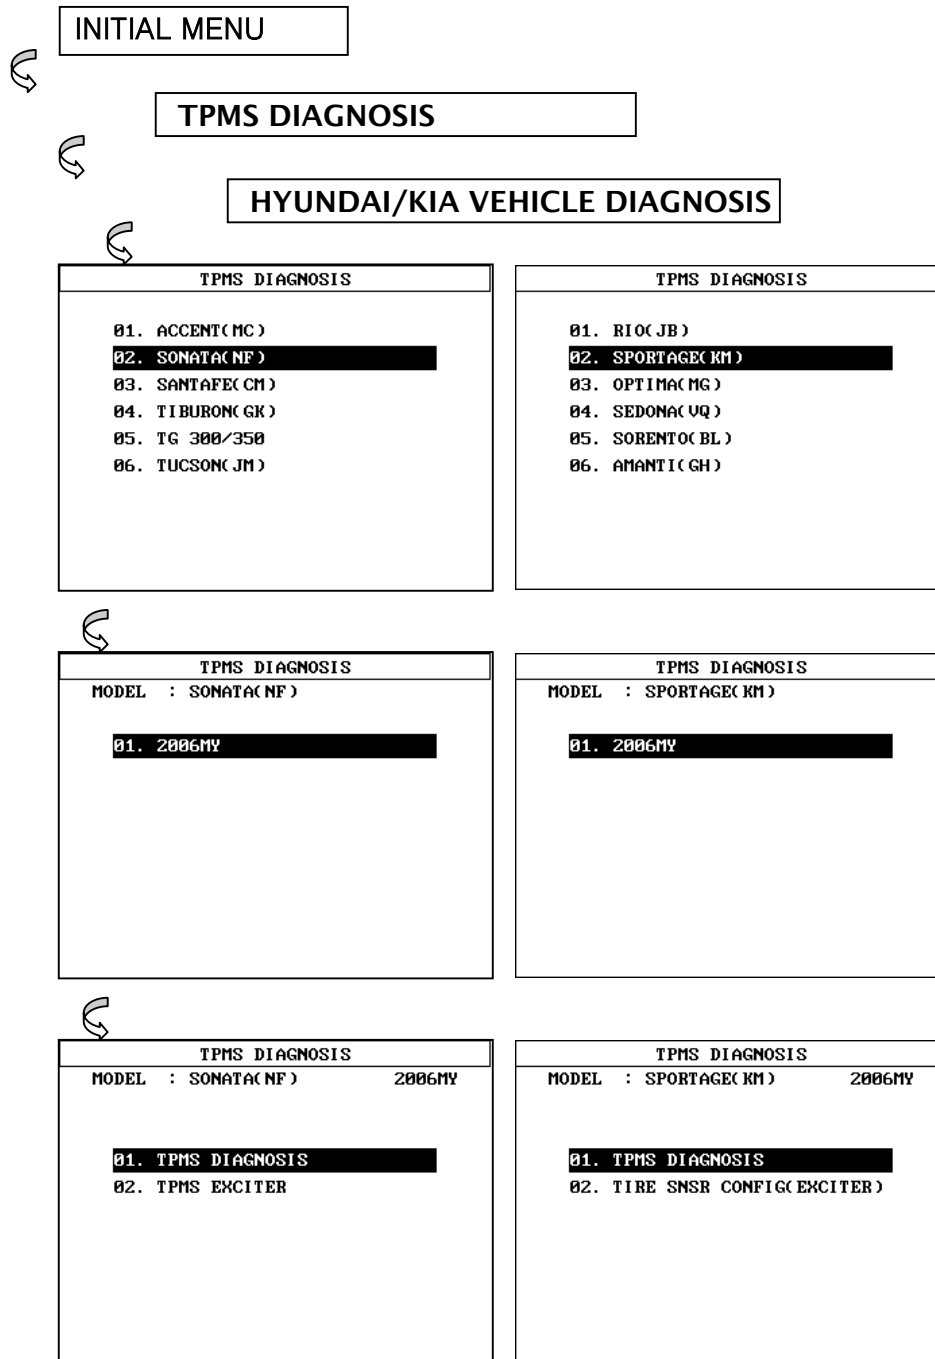 INITIAL MENU
TPMS DIAGNOSIS
HYUNDAI/KIA VEHICLE DIAGNOSIS
TPMS DIAGNOSIS
01. ACCENT(MC)
02. SONATA(NF)
03. SANTAFE(CM)
04. TIBURON(GK)
05. TG 300/350
06. TUCSON(JM)
TPMS DIAGNOSIS
01. RIO(JB)
02. SPORTAGE(KM)
03. OPTIMA(MG)
04. SEDONA(VQ)
05. SORENTO(BL)
06. AMANTI(GH)
TPMS DIAGNOSIS
MODEL : SONATA(NF)
01. 2006MY
TPMS DIAGNOSIS
MODEL : SPORTAGE(KM)
01. 2006MY
TPMS DIAGNOSIS
MODEL : SONATA(NF) 2006MY
01. TPMS DIAGNOSIS
02. TPMS EXCITER
TPMS DIAGNOSIS
MODEL : SPORTAGE(KM) 2006MY
01. TPMS DIAGNOSIS
02. TIRE SNSR CONFIG(EXCITER)